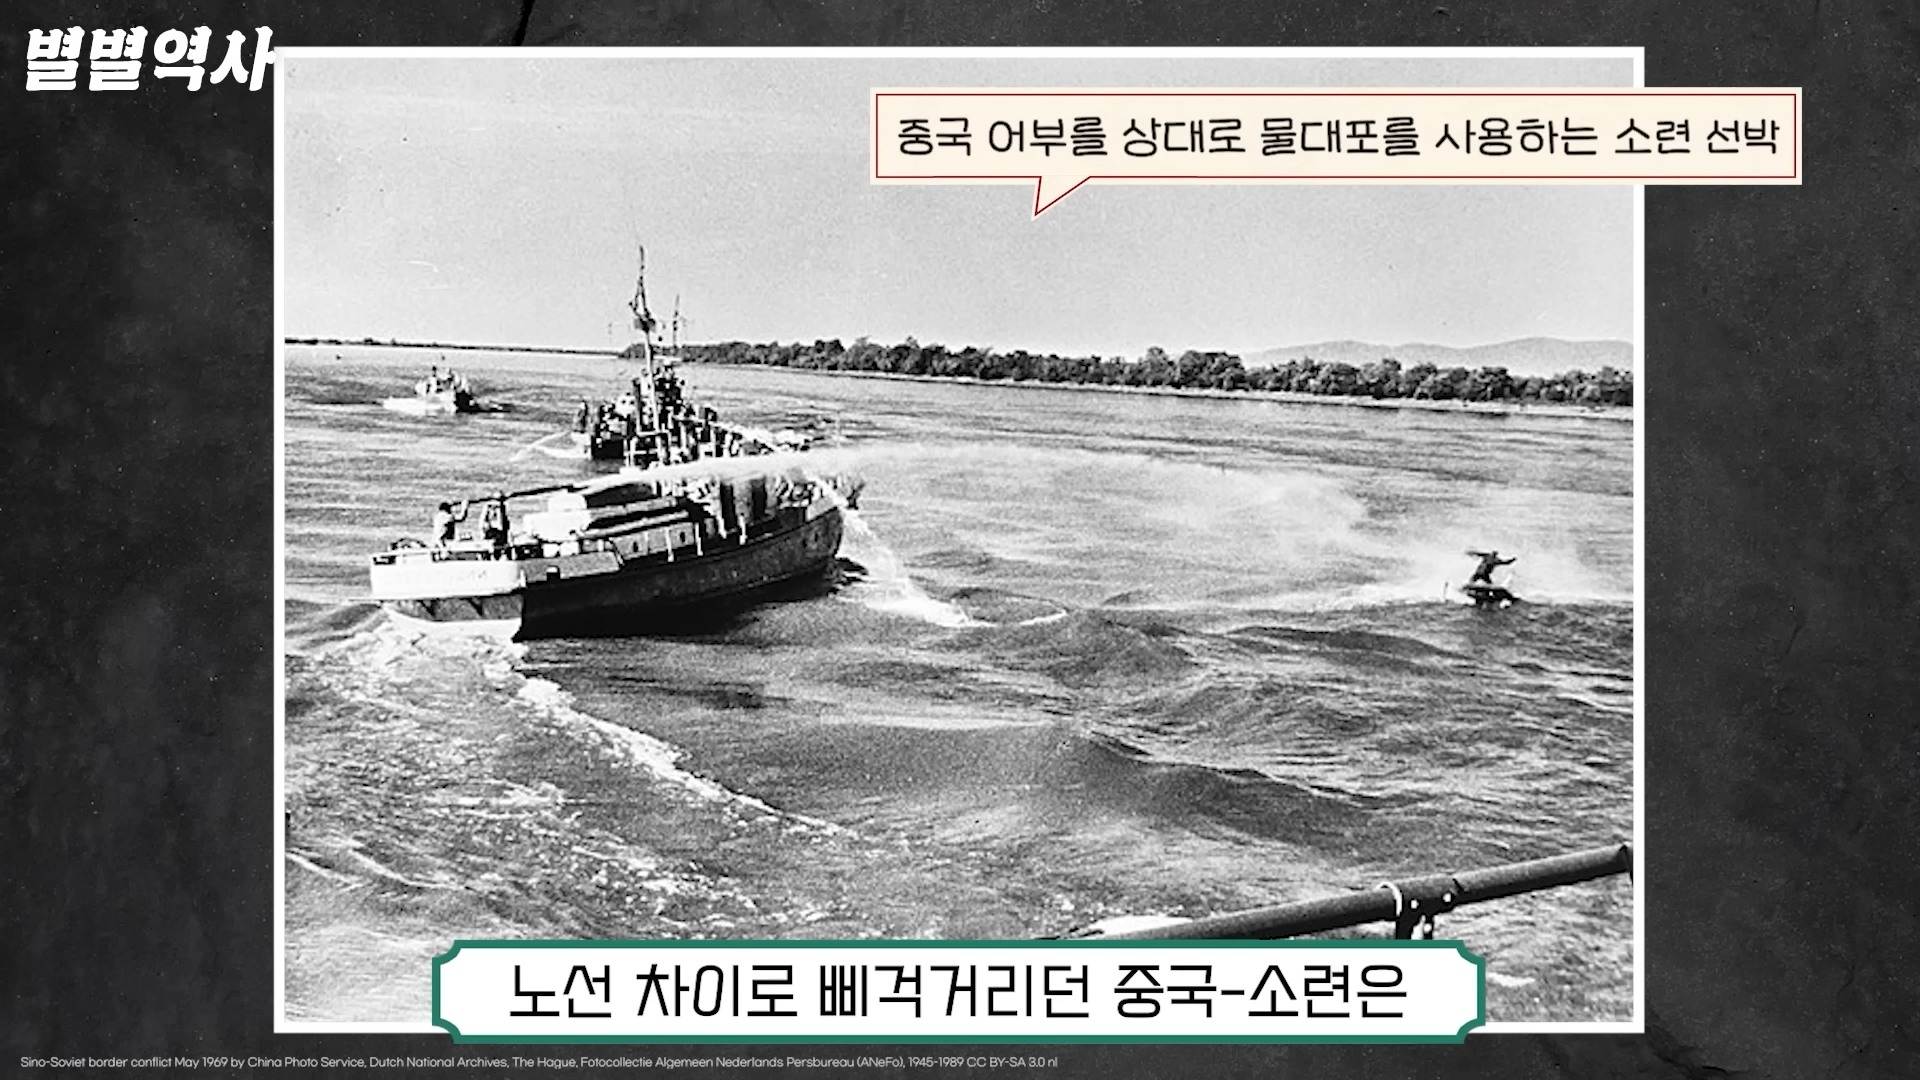 별별역사
중국 어부를 상대로 물대포를 사용하는 소련 선박
노선 차이로 삐걱거리던 중국-소련은
Sino-Soviet border conflict May 1969 by China Photo Service, Dutch National Archives, The Hague, Fotocollectie Algemeen Nederlands Persbureau (ANeFo), 1945-1989 CC BY-SA 3.0 nl